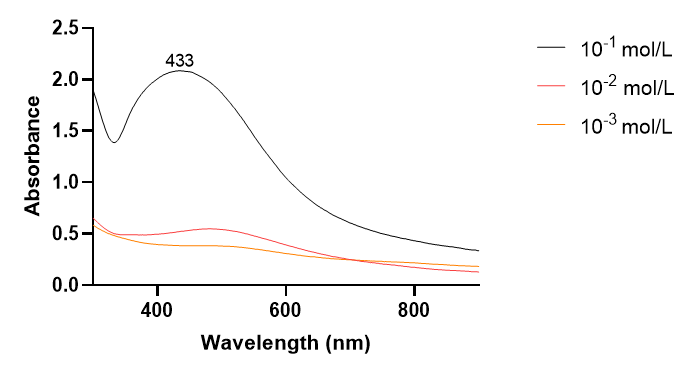 2.5
2.0
1.5
1.0
0.5
0.0
Absorbance
433
400 600 800
Wavelength (nm)
10⁻¹ mol/L
10⁻² mol/L
10⁻³ mol/L